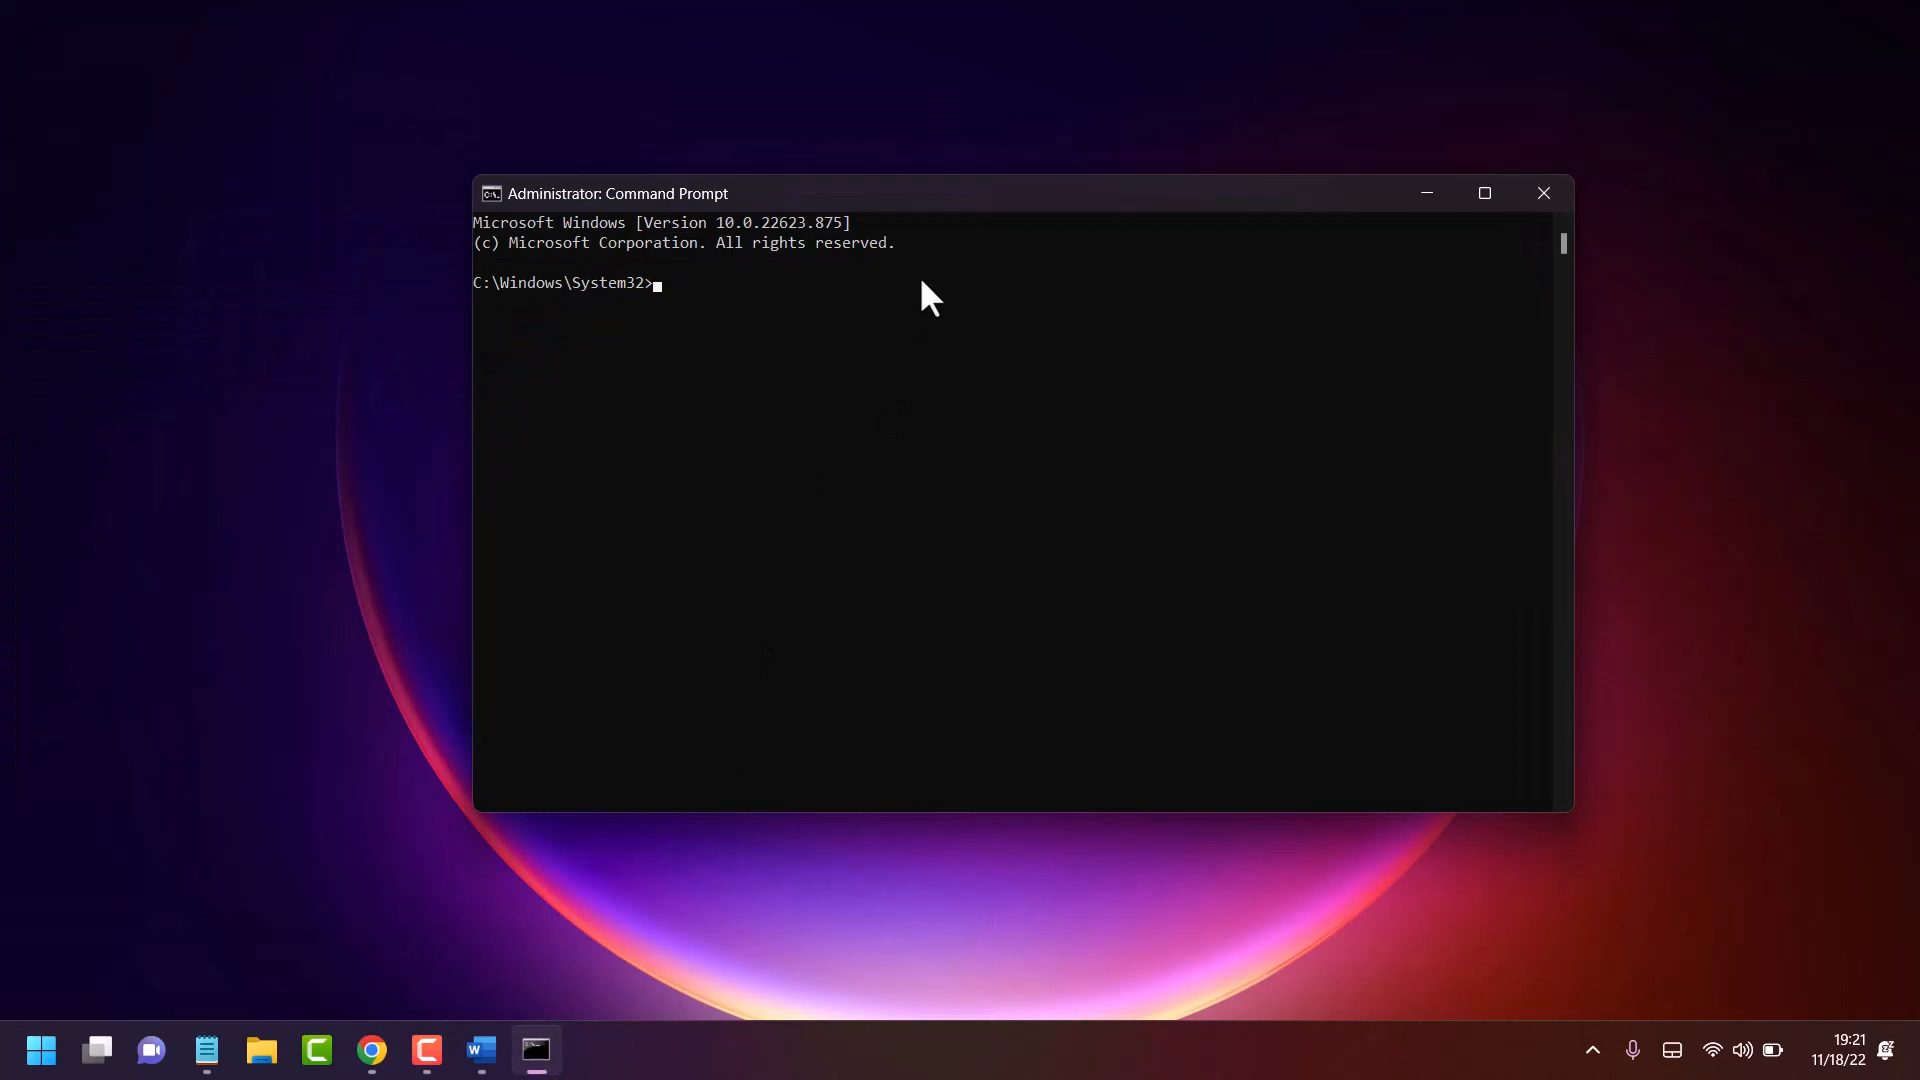 Administrator: Command Prompt
Microsoft Windows [Version 10.0.22623.875]
(c) Microsoft Corporation. All rights reserved.
C:\Windows\System32>
19:21
11/18/22